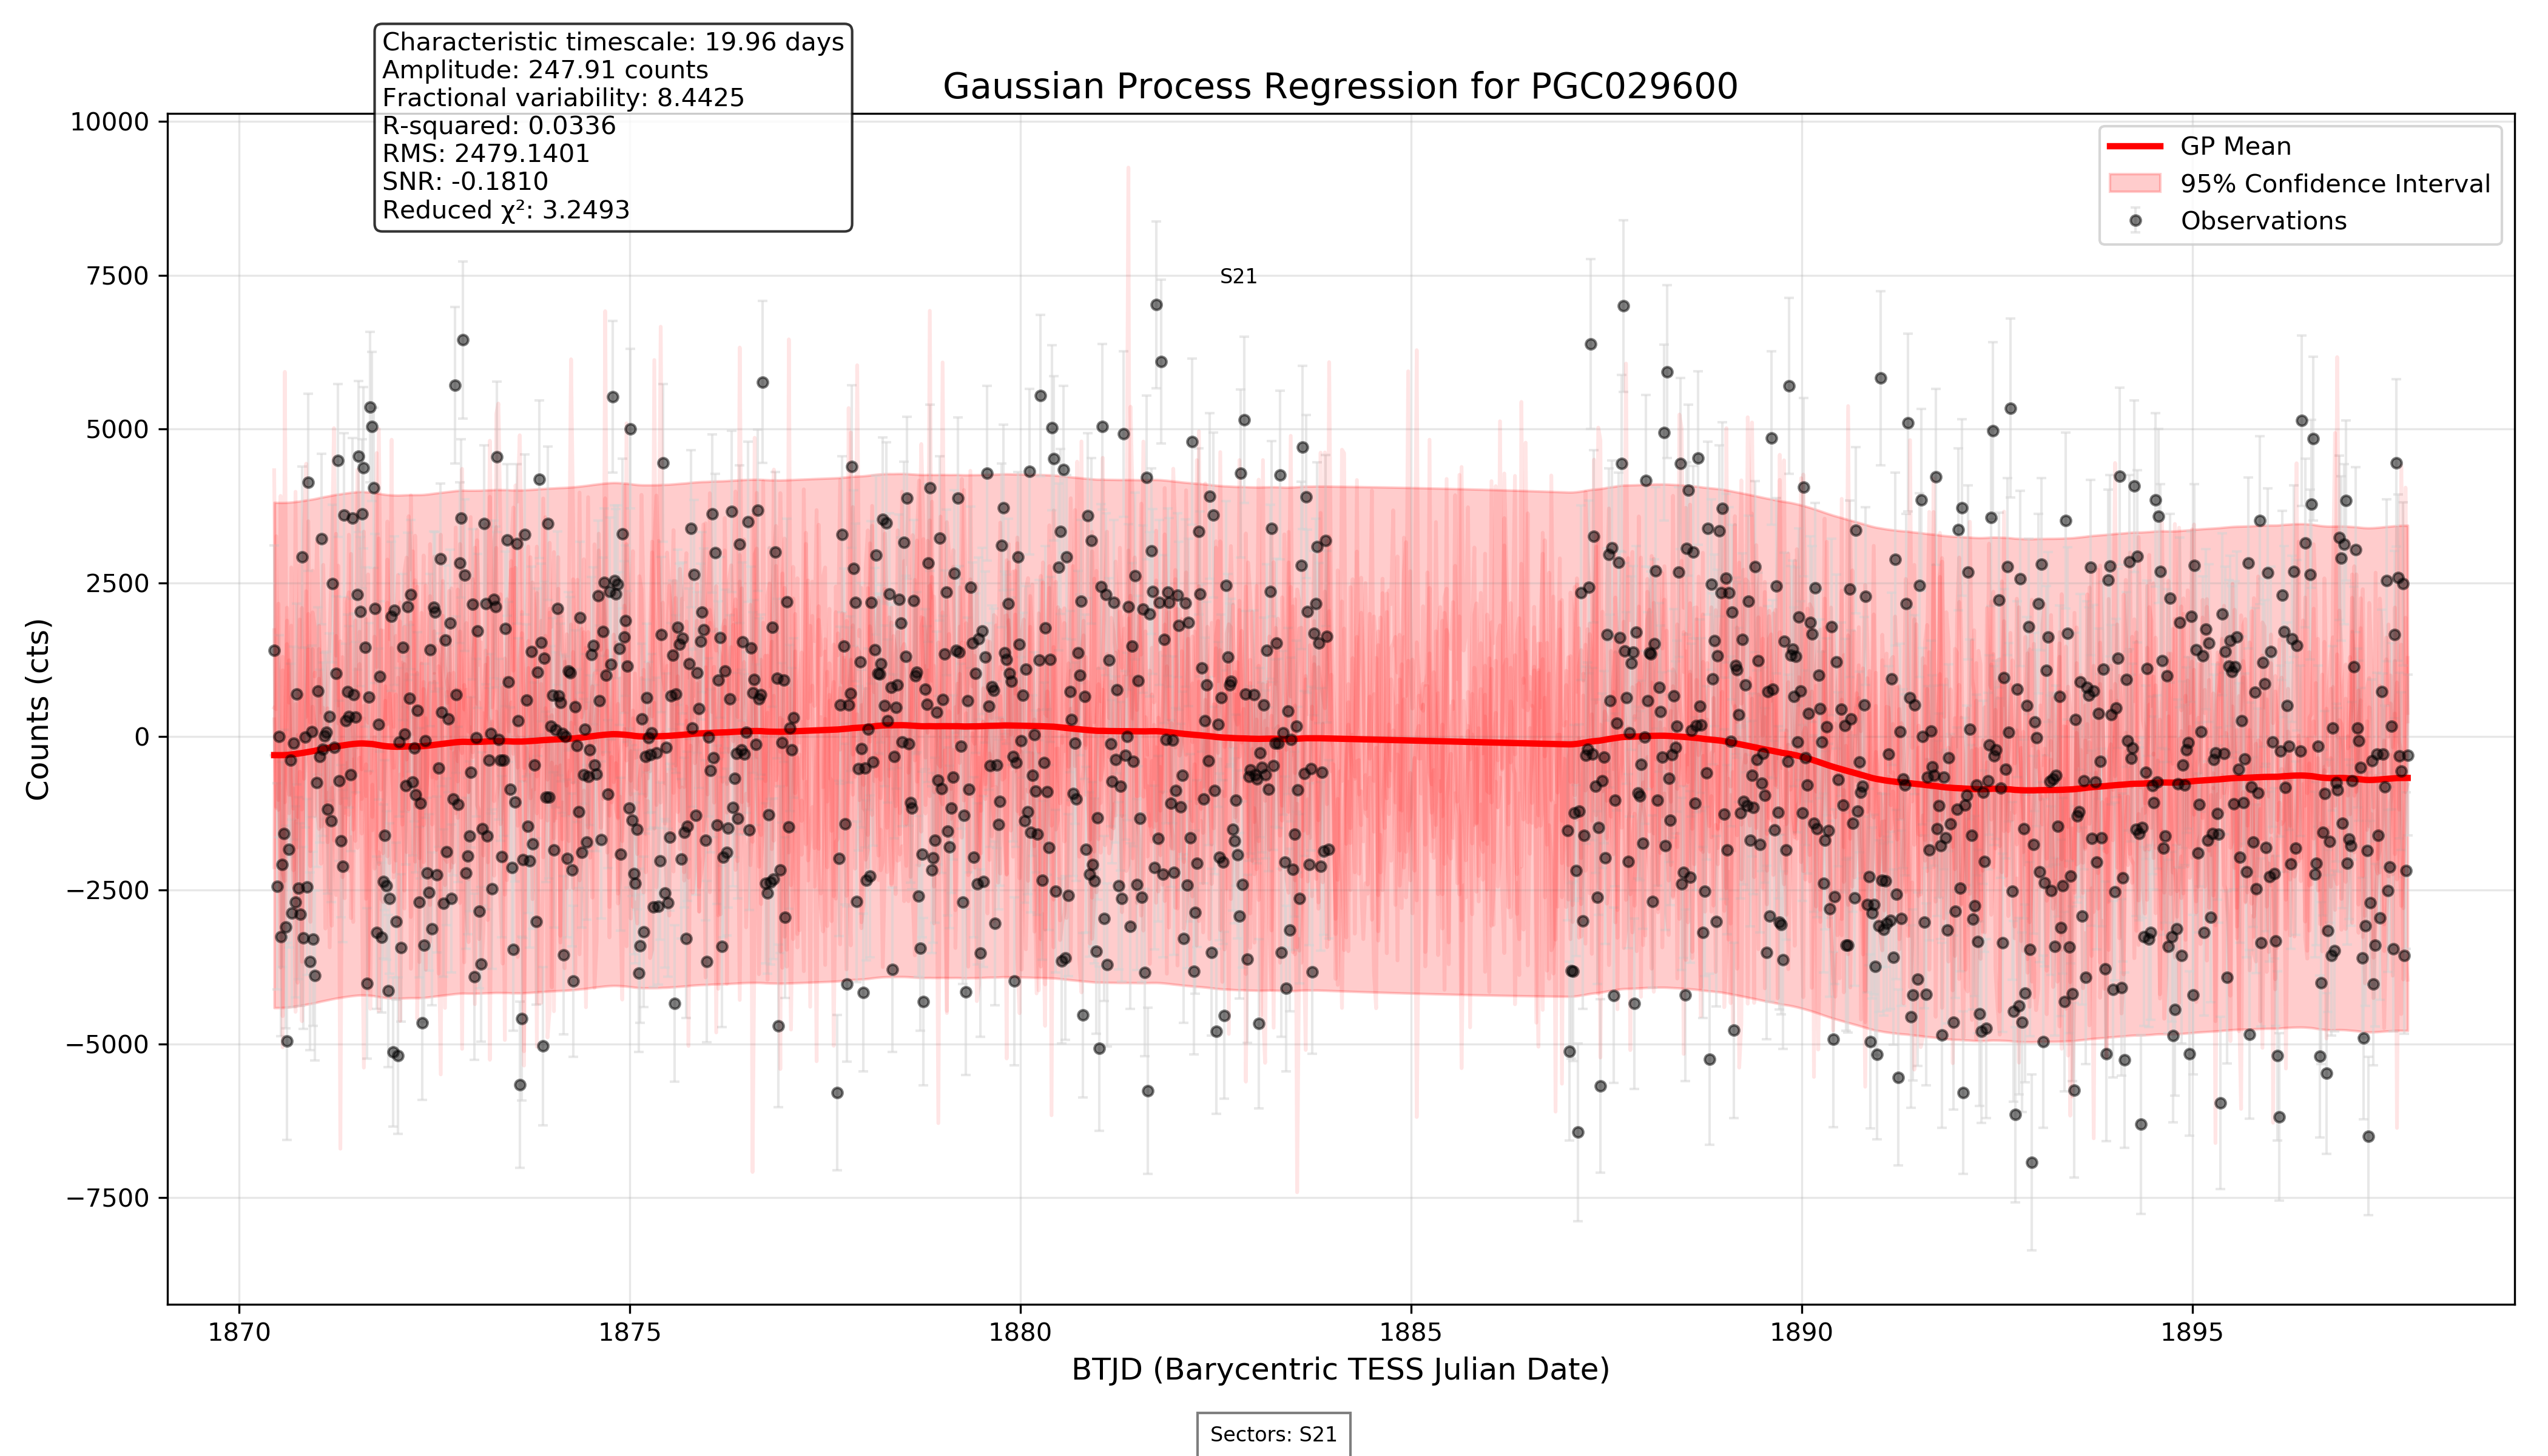 Characteristic timescale: 19.96 days
Amplitude: 247.91 counts
Fractional variability: 8.4425
R-squared: 0.0336
RMS: 2479.1401
SNR: -0.1810
Reduced χ²: 3.2493
Gaussian Process Regression for PGC029600
GP Mean
95% Confidence Interval
Observations
S21
10000
7500
5000
2500
0
−2500
−5000
−7500
Counts (cts)
1870 1875 1880 1885 1890 1895
BTJD (Barycentric TESS Julian Date)
Sectors: S21